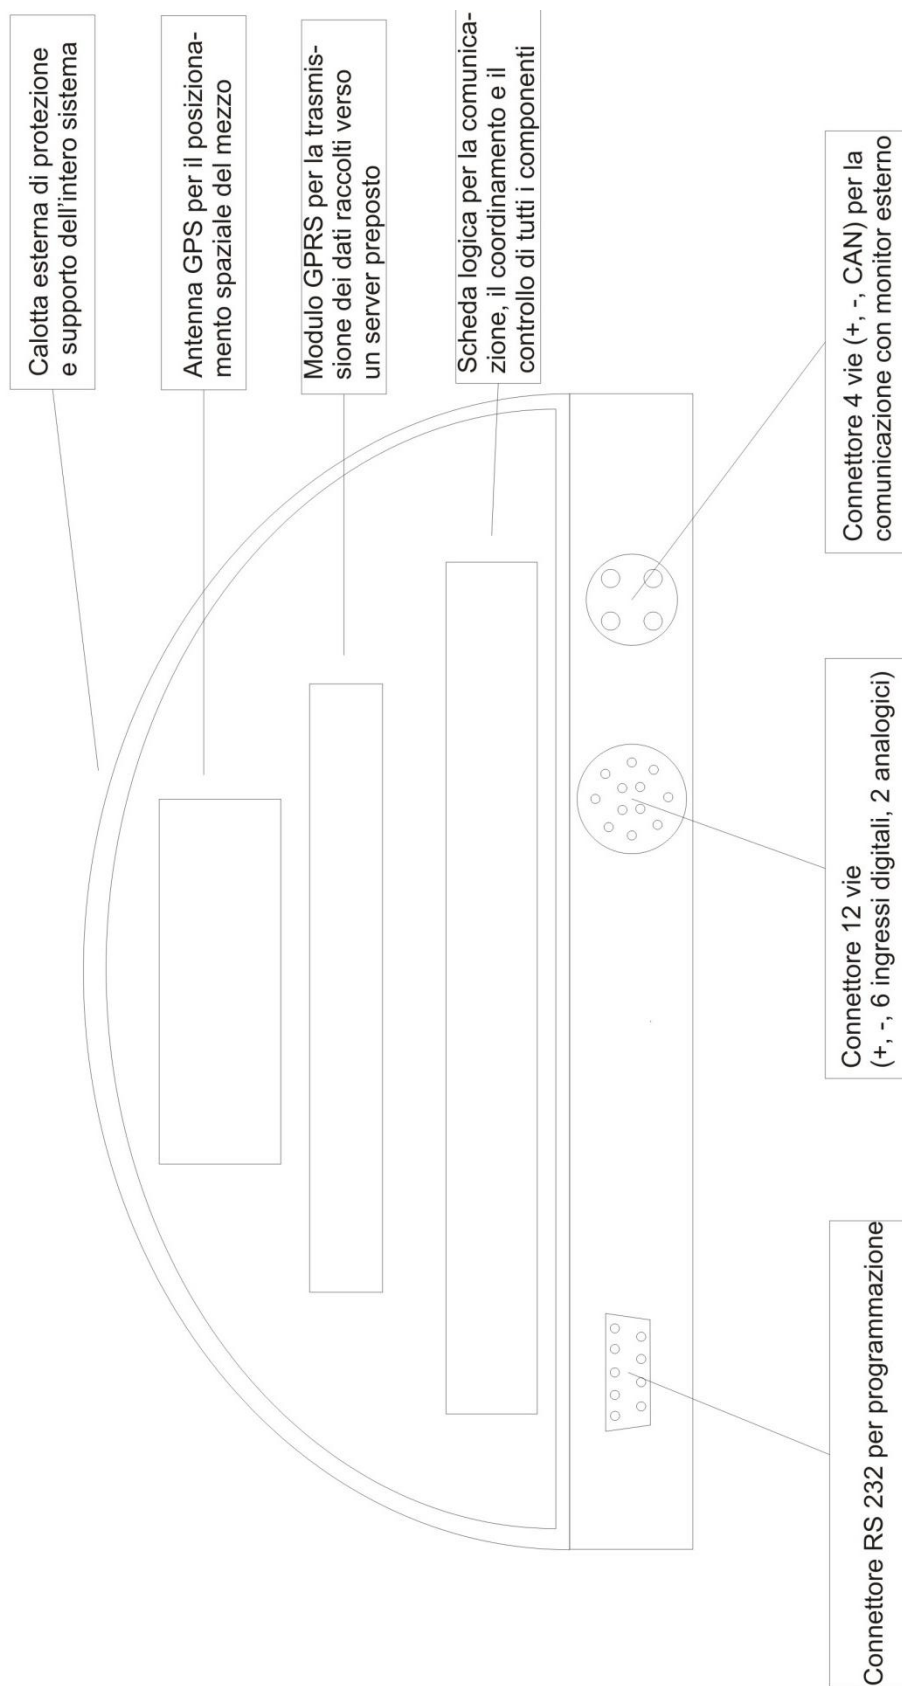 Calotta esterna di protezione
e supporto dell'intero sistema
Antenna GPS per il posiziona-
mento spaziale del mezzo
Modulo GPRS per la trasmis-
sione dei dati raccolti verso
un server preposto
Scheda logica per la comunica-
zione, il coordinamento e il
controllo di tutti i componenti
Connettore RS 232 per programmazione
Connettore 12 vie
(+, -, 6 ingressi digitali, 2 analogici)
Connettore 4 vie (+, -, CAN) per la
comunicazione con monitor esterno